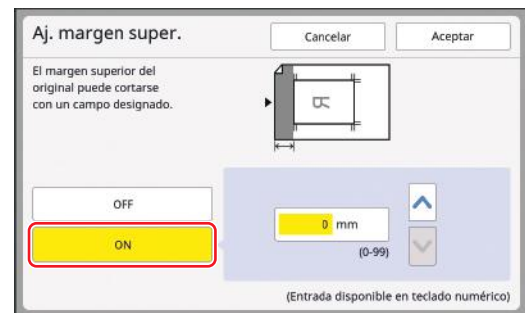 Aj. margen super.
Cancelar
Aceptar
El margen superior del
original puede cortarse
con un campo designado.
R
OFF
ON
0 mm
(0-99)
(Entrada disponible en teclado numérico)